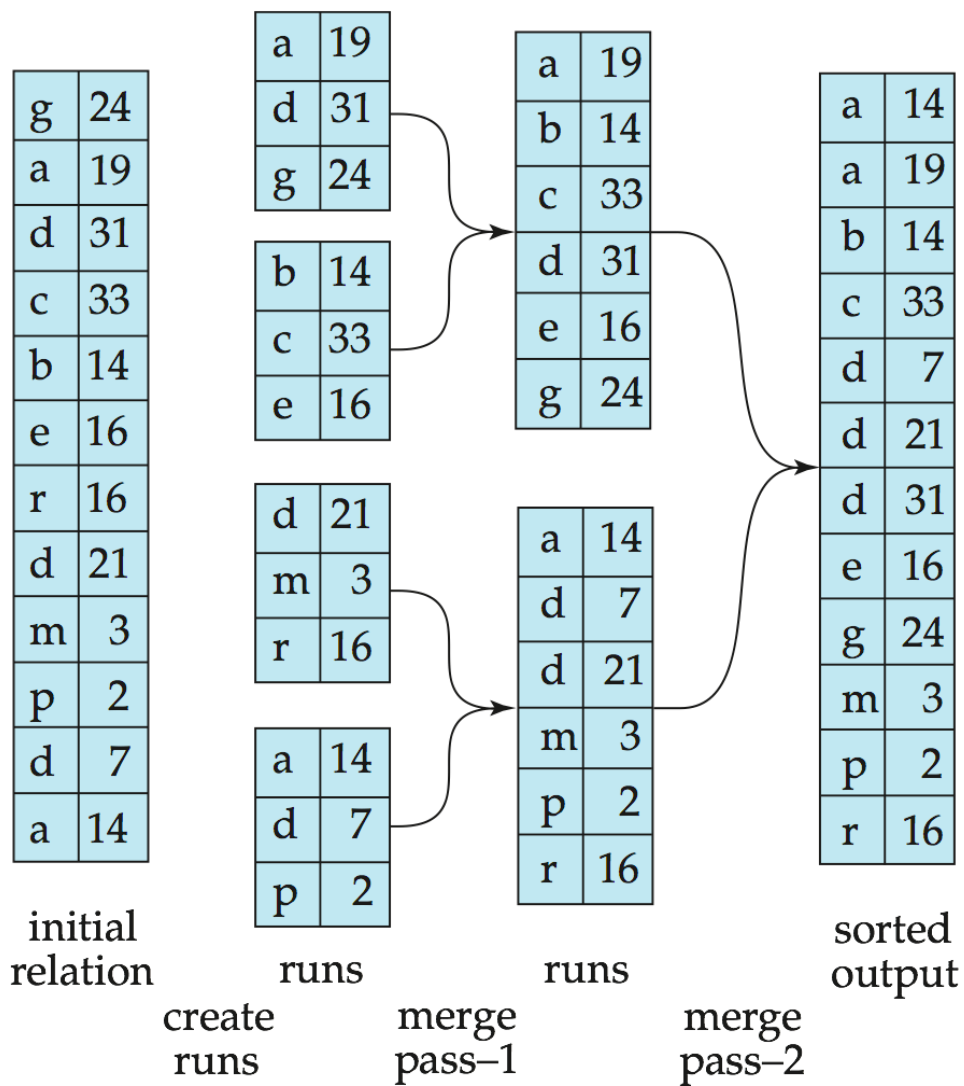 g 24
a 19
d 31
c 33
b 14
e 16
r 16
d 21
m 3
p 2
d 7
a 14
initial
relation
a 19
d 31
g 24
b 14
c 33
e 16
d 21
m 3
r 16
a 14
d 7
p 2
runs
create
runs
a 19
b 14
c 33
d 31
e 16
g 24
a 14
d 7
d 21
m 3
p 2
r 16
runs
merge
pass–1
a 14
a 19
b 14
c 33
d 7
d 21
d 31
e 16
g 24
m 3
p 2
r 16
sorted
output
merge
pass–2